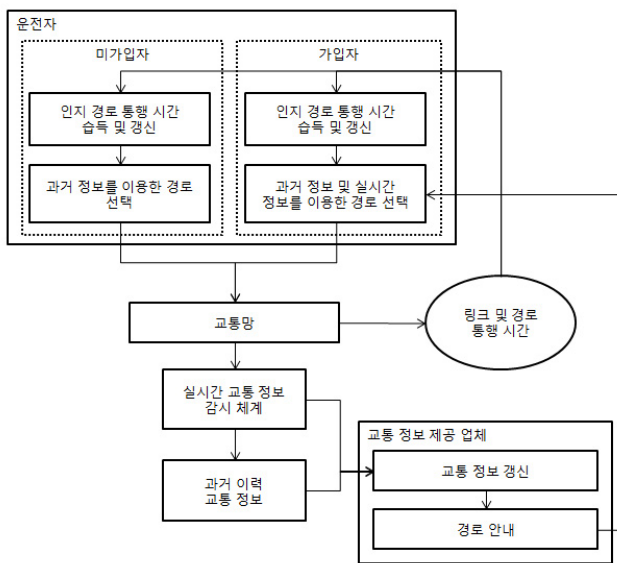 운전자
미가입자
가입자
인지 경로 통행 시간
습득 및 갱신
인지 경로 통행 시간
습득 및 갱신
과거 정보를 이용한 경로
선택
과거 정보 및 실시간
정보를 이용한 경로 선택
교통망
링크 및 경로
통행 시간
실시간 교통 정보
감시 체계
과거 이력
교통 정보
교통 정보 제공 업체
교통 정보 갱신
경로 안내